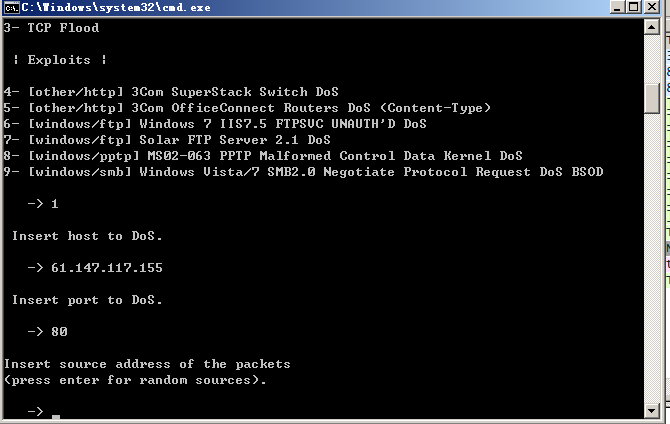 C:\Windows\system32\cmd.exe
3- TCP Flood
| Exploits |
4- [other/http] 3Com SuperStack Switch DoS
5- [other/http] 3Com OfficeConnect Routers DoS (Content-Type)
6- [windows/ftp] Windows 7 IIS7.5 FTPSVC UNAUTH'D DoS
7- [windows/ftp] Solar FTP Server 2.1 DoS
8- [windows/pptp] MS02-063 PPTP Malformed Control Data Kernel DoS
9- [windows/smb] Windows Vista/7 SMB2.0 Negotiate Protocol Request DoS BSOD
-> 1
Insert host to DoS.
-> 61.147.117.155
Insert port to DoS.
-> 80
Insert source address of the packets
(press enter for random sources).
-> _